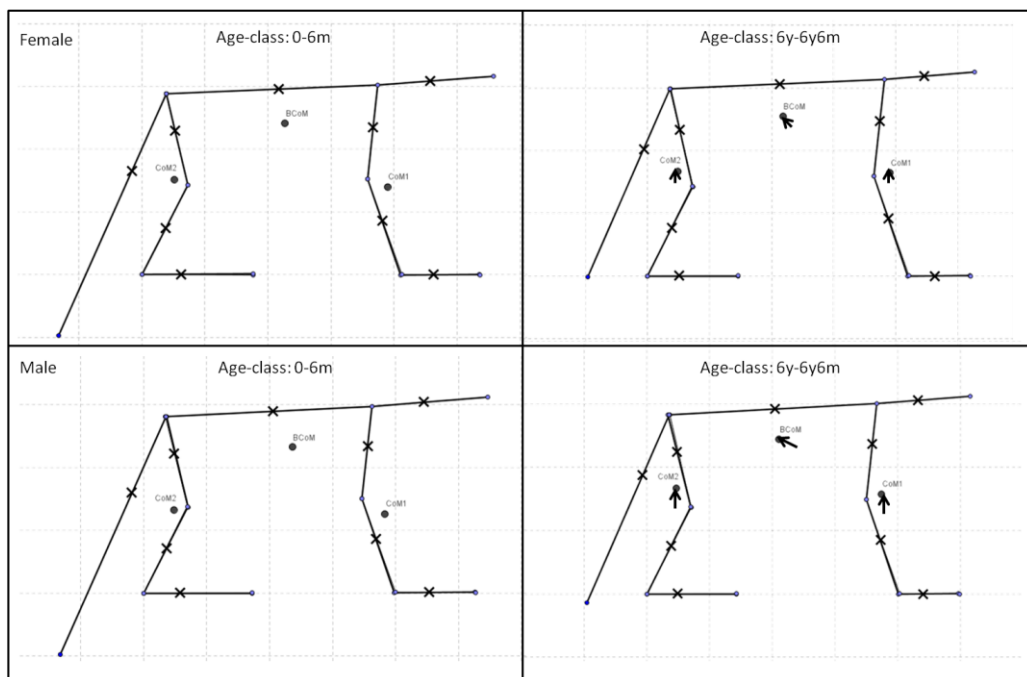 Female
Age-class: 0-6m
BCoM
CoM2
CoM1
Age-class: 6y-6y6m
BCoM
CoM2
CoM1
Male
Age-class: 0-6m
BCoM
CoM2
CoM1
Age-class: 6y-6y6m
BCoM
CoM2
CoM1